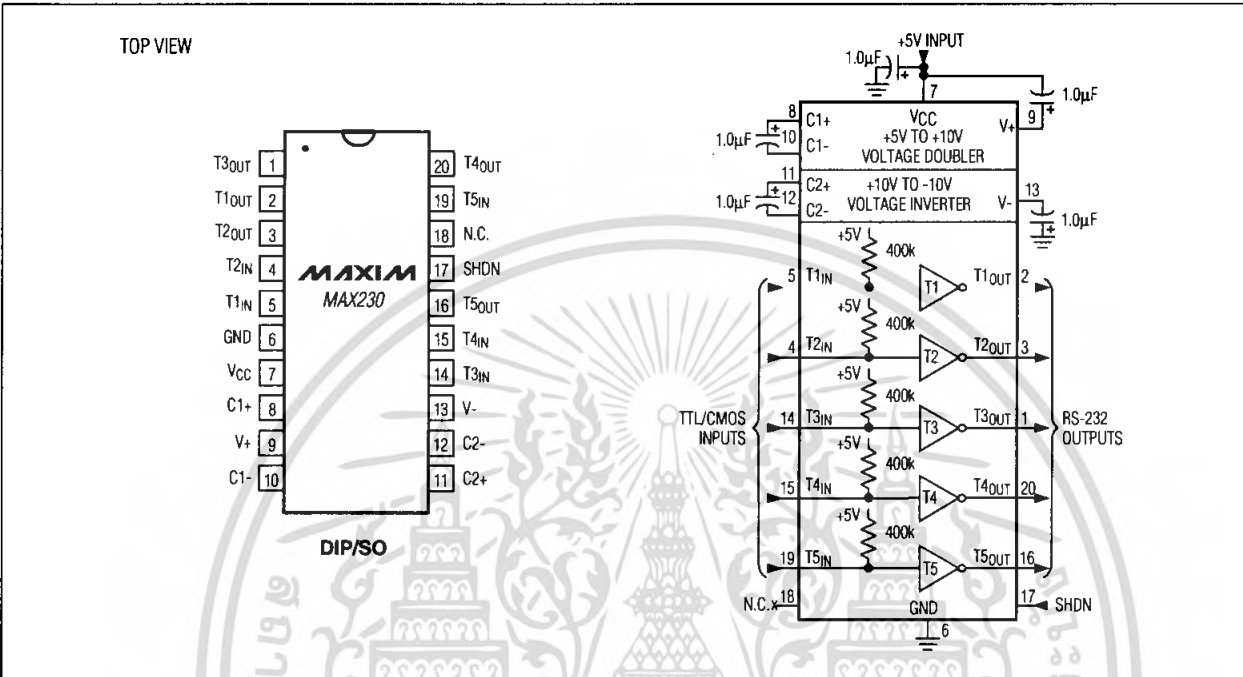 TOP VIEW
T3OUT 1
T1OUT 2
T2OUT 3
T2IN 4
T1IN 5
GND 6
VCC 7
C1+ 8
V+ 9
C1- 10
MAXIM
MAX230
20 T4OUT
19 T5IN
18 N.C.
17 SHDN
16 T5OUT
15 T4IN
14 T3IN
13 V-
12 C2-
11 C2+
DIP/SO
+5V INPUT
1.0µF
+
7
1.0µF
+
9
V+
8
C1+
+
1.0µF
10
C1-
VCC
+5V TO +10V
VOLTAGE DOUBLER
11
C2+
+
1.0µF
12
C2-
+10V TO -10V
VOLTAGE INVERTER
V-
13
1.0µF
+
+5V
400k
5 T1IN T1 T1OUT 2
+5V
400k
4 T2IN T2 T2OUT 3
+5V
400k
TTL/CMOS
INPUTS
14 T3IN T3 T3OUT 1
RS-232
OUTPUTS
+5V
400k
15 T4IN T4 T4OUT 20
+5V
400k
19 T5IN T5 T5OUT 16
N.C. x 18
GND
17 SHDN
6